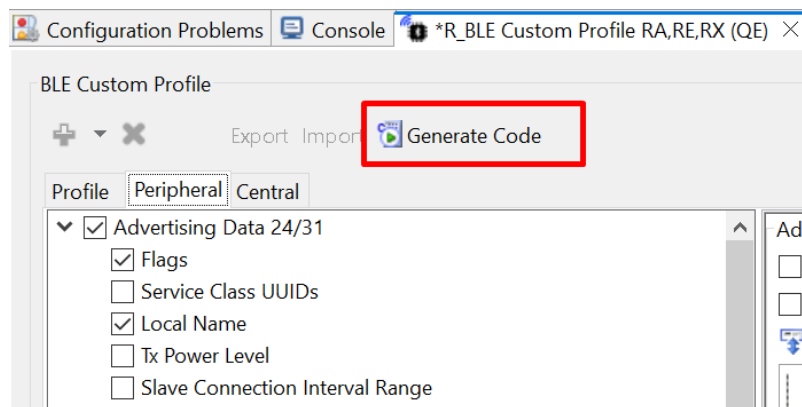 Configuration Problems Console *R_BLE Custom Profile RA,RE,RX (QE)
BLE Custom Profile
Export Import Generate Code
Profile Peripheral Central
Advertising Data 24/31
Ad
Flags
Service Class UUIDs
Local Name
Tx Power Level
Slave Connection Interval Range